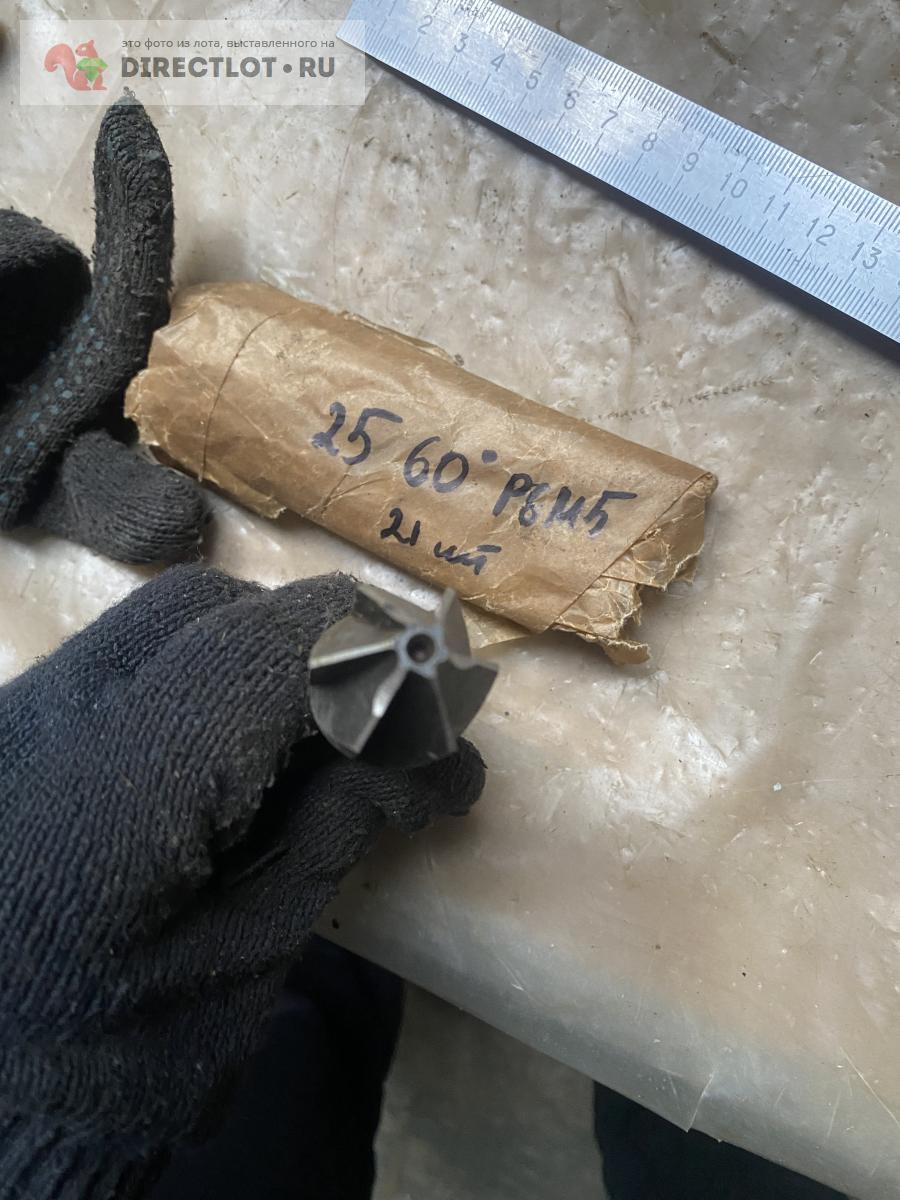 это фото из лота, выставленного на
DIRECTLOT•RU
2 3 4 5 6 7 8 9 10 11 12 13
25 60° Р6М5
21 шт